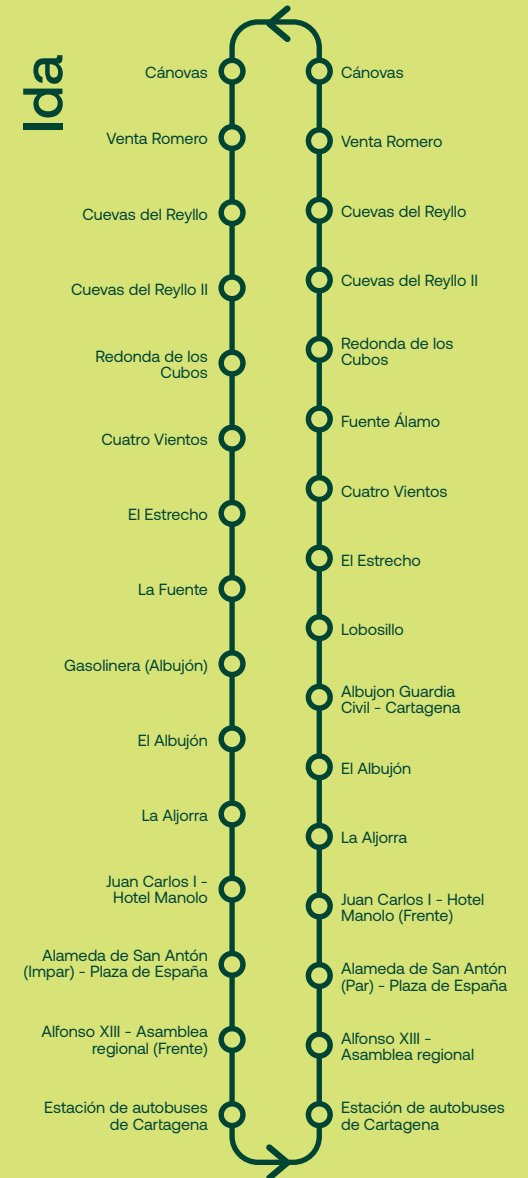 Ida
Cánovas
Venta Romero
Cuevas del Reyllo
Cuevas del Reyllo II
Redonda de los
Cubos
Cuatro Vientos
El Estrecho
La Fuente
Gasolinera (Albujón)
El Albujón
La Aljorra
Juan Carlos I -
Hotel Manolo
Alameda de San Antón
(Impar) - Plaza de España
Alfonso XIII - Asamblea
regional (Frente)
Estación de autobuses
de Cartagena
Cánovas
Venta Romero
Cuevas del Reyllo
Cuevas del Reyllo II
Redonda de los
Cubos
Fuente Álamo
Cuatro Vientos
El Estrecho
Lobosillo
Albujon Guardia
Civil - Cartagena
El Albujón
La Aljorra
Juan Carlos I - Hotel
Manolo (Frente)
Alameda de San Antón
(Par) - Plaza de España
Alfonso XIII -
Asamblea regional
Estación de autobuses
de Cartagena